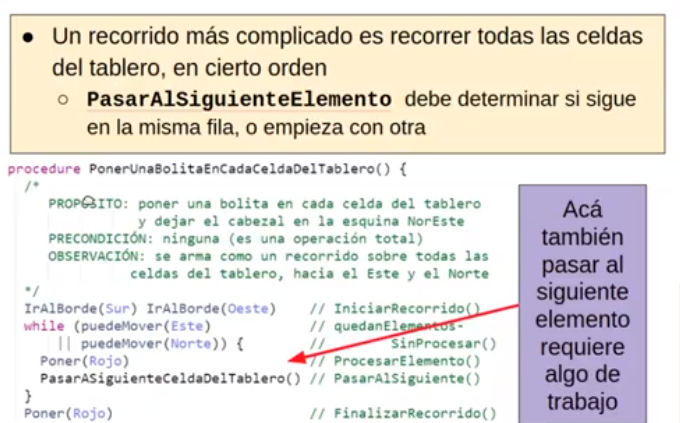 ● Un recorrido más complicado es recorrer todas las celdas
del tablero, en cierto orden
○ PasarAlSiguienteElemento debe determinar si sigue
en la misma fila, o empieza con otra
procedure PonerUnaBolitaEnCadaCeldaDelTablero() {
/*
PROPÓSITO: poner una bolita en cada celda del tablero
y dejar el cabezal en la esquina NorEste
PRECONDICIÓN: ninguna (es una operación total)
OBSERVACIÓN: se arma como un recorrido sobre todas las
celdas del tablero, hacia el Este y el Norte
*/
IrAlBorde(Sur) IrAlBorde(Oeste) // IniciarRecorrido()
while (puedeMover(Este) // quedanElementos-
|| puedeMover(Norte)) { // SinProcesar()
Poner(Rojo) // ProcesarElemento()
PasarASiguienteCeldaDelTablero() // PasarAlSiguiente()
}
Poner(Rojo) // FinalizarRecorrido()
Acá
también
pasar al
siguiente
elemento
requiere
algo de
trabajo